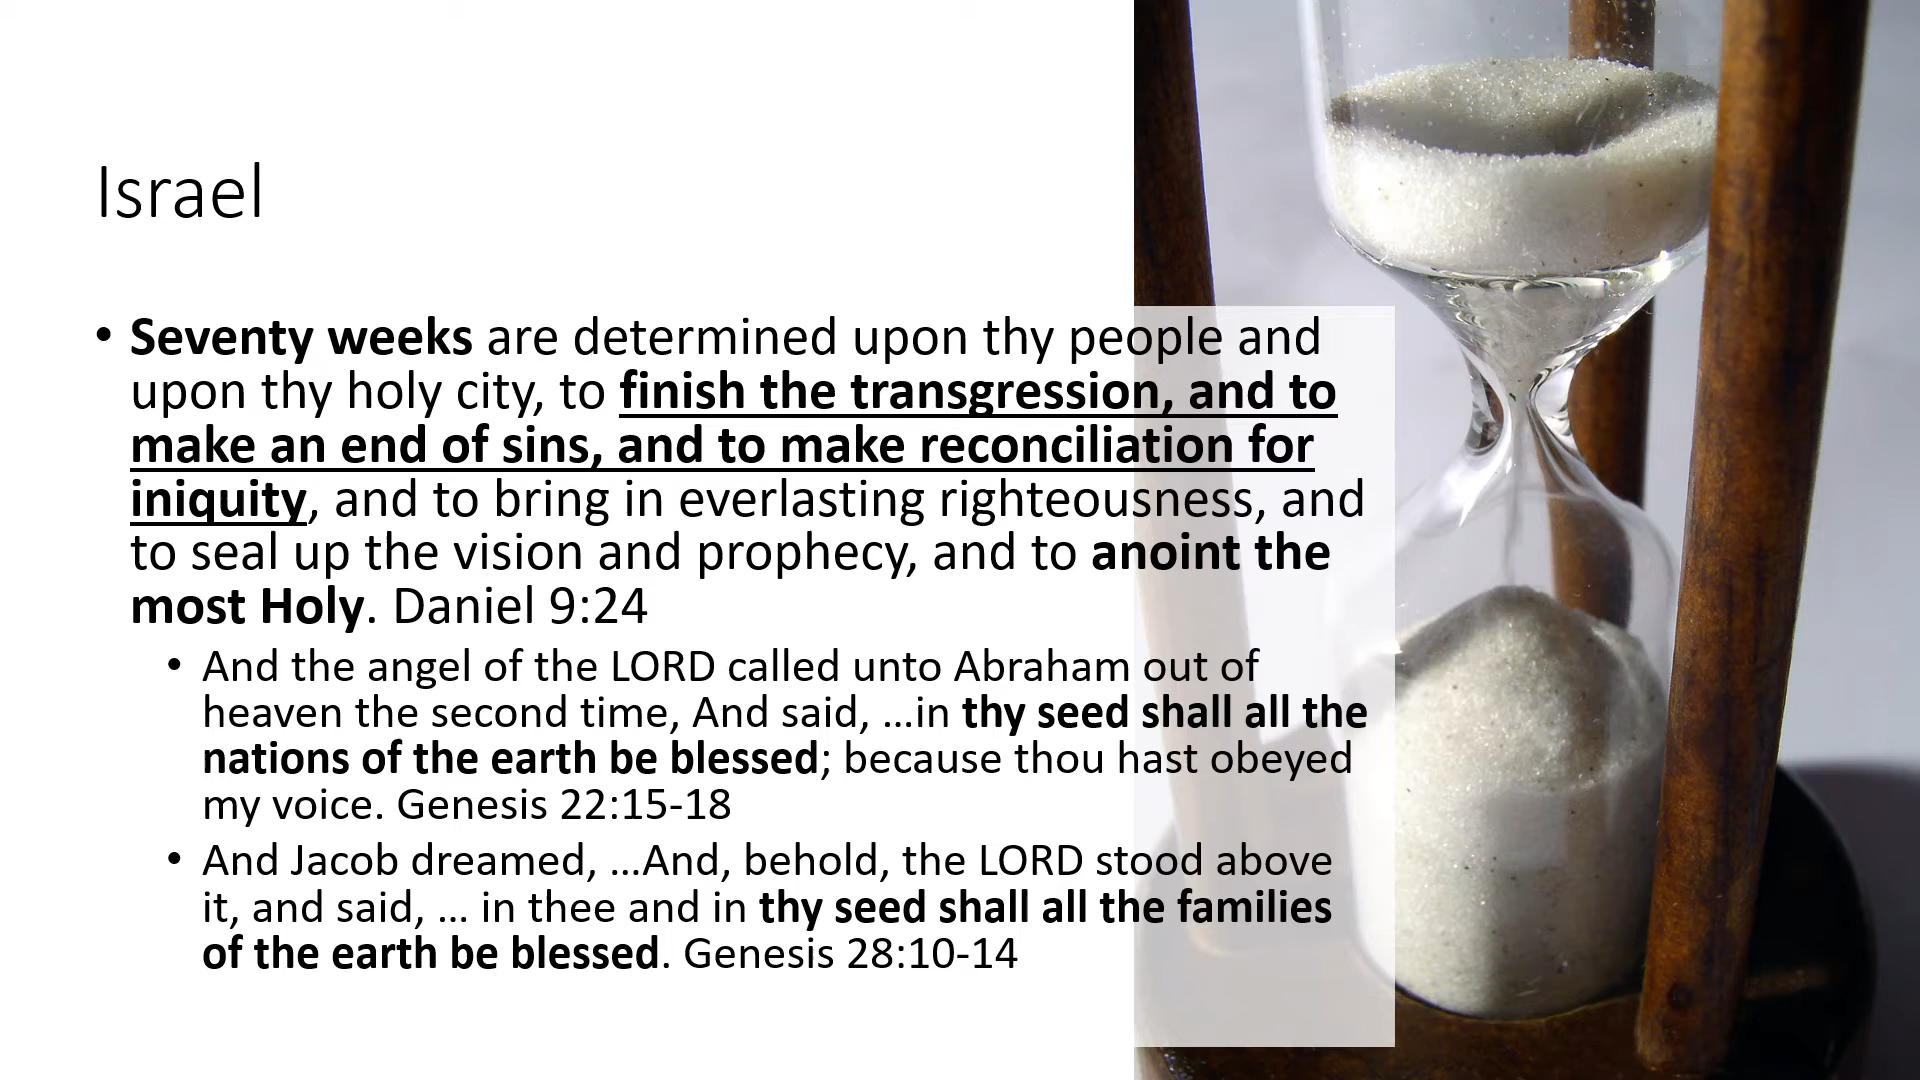 Israel
• Seventy weeks are determined upon thy people and
upon thy holy city, to finish the transgression, and to
make an end of sins, and to make reconciliation for
iniquity, and to bring in everlasting righteousness, and
to seal up the vision and prophecy, and to anoint the
most Holy. Daniel 9:24
• And the angel of the LORD called unto Abraham out of
heaven the second time, And said, …in thy seed shall all the
nations of the earth be blessed; because thou hast obeyed
my voice. Genesis 22:15-18
• And Jacob dreamed, …And, behold, the LORD stood above
it, and said, … in thee and in thy seed shall all the families
of the earth be blessed. Genesis 28:10-14